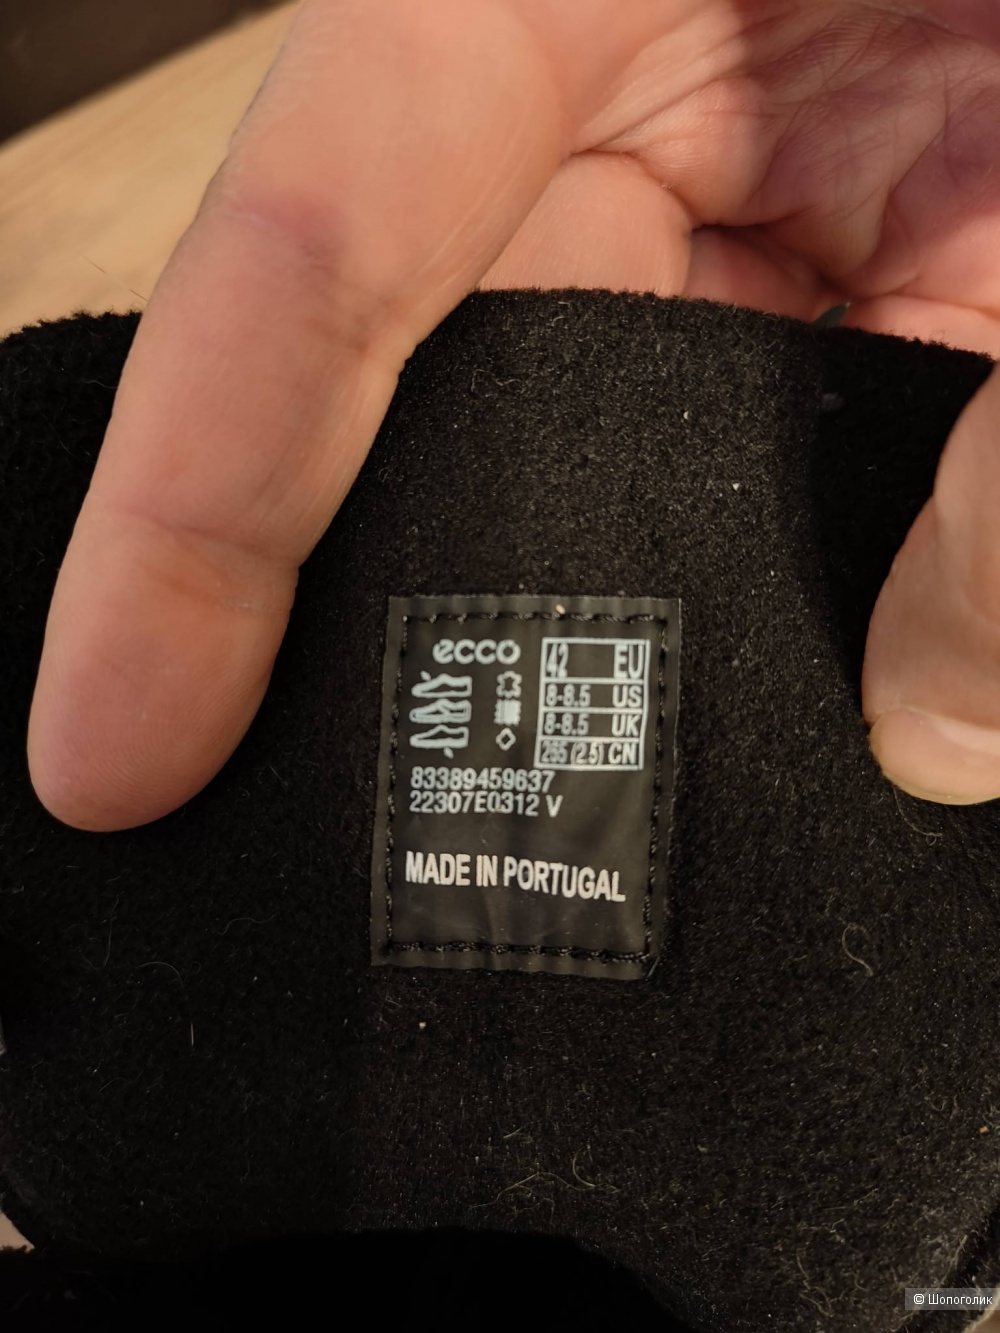 ecco
42 EU
8-8.5 US
8-8.5 UK
265 (2.5) CN
83389459637
22307E0312 V
MADE IN PORTUGAL
© Шопоголик